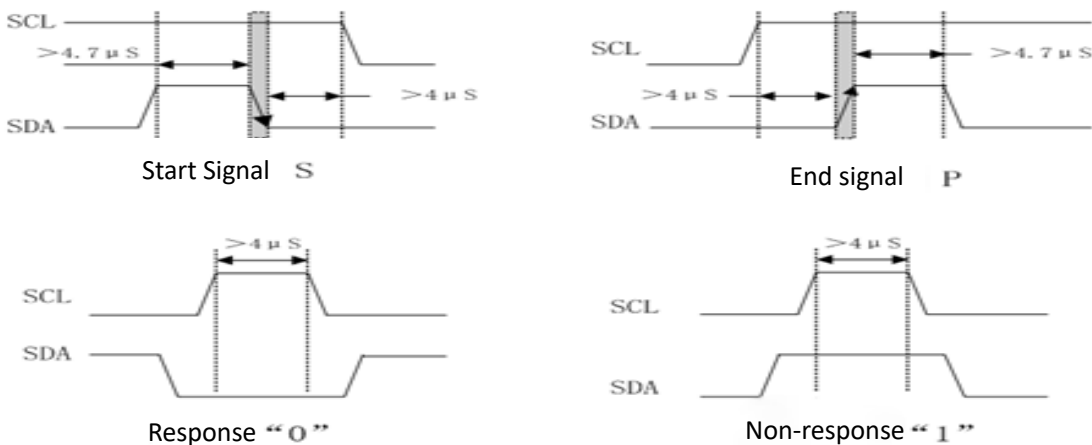 SCL
>4.7μS
>4μS
SDA
Start Signal S
SCL
>4.7μS
>4μS
SDA
End signal P
>4μS
SCL
SDA
Response “0”
>4μS
SCL
SDA
Non-response “1”